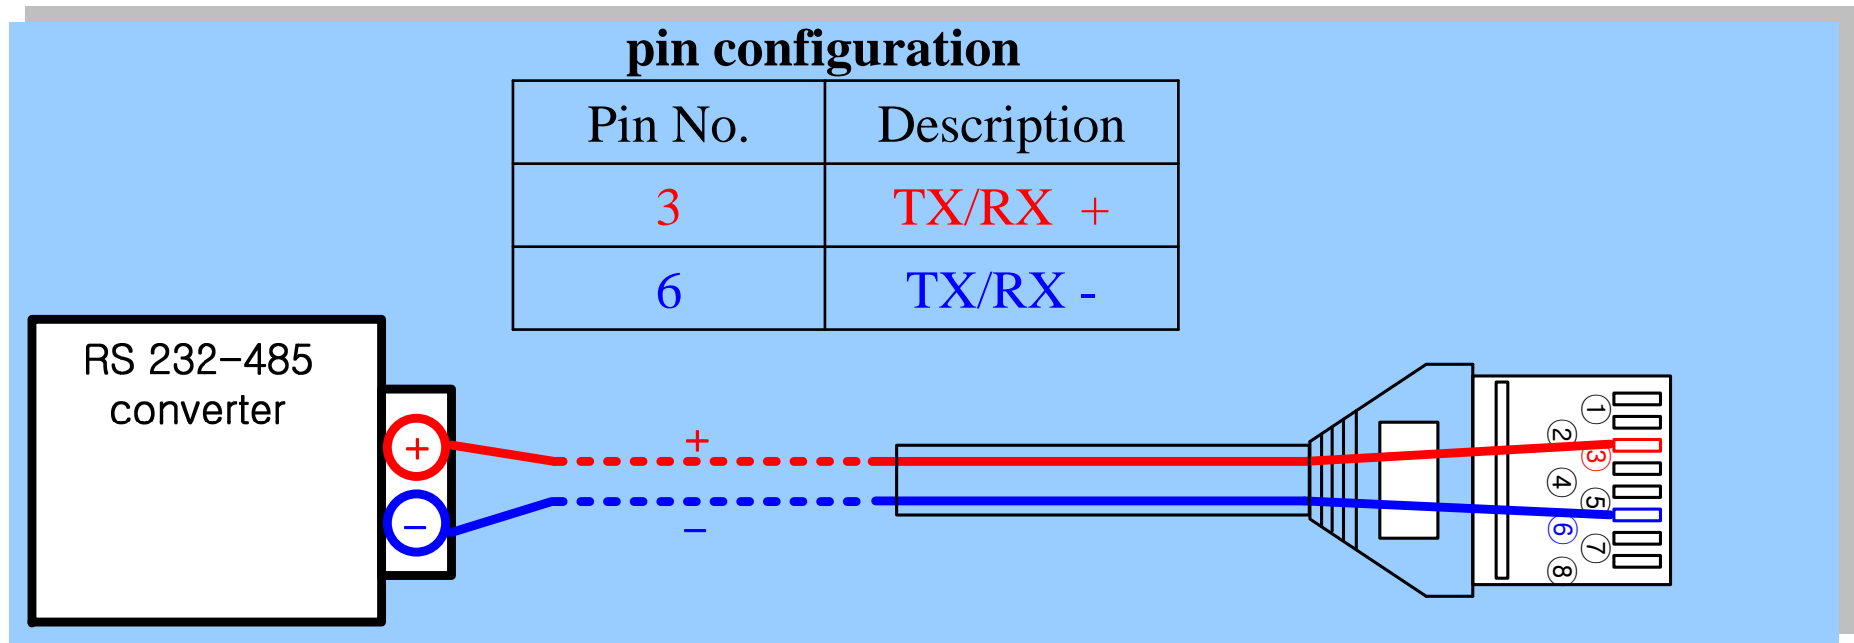 pin configuration
Pin No. Description
3 TX/RX +
6 TX/RX -
RS 232-485
converter
+
−
+
−
1
2
3
4
5
6
7
8